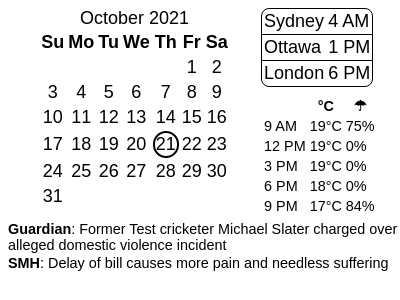 October 2021
Su Mo Tu We Th Fr Sa
1 2
3 4 5 6 7 8 9
10 11 12 13 14 15 16
17 18 19 20 21 22 23
24 25 26 27 28 29 30
31
Sydney 4 AM
Ottawa 1 PM
London 6 PM
°C ☂
9 AM 19°C 75%
12 PM 19°C 0%
3 PM 19°C 0%
6 PM 18°C 0%
9 PM 17°C 84%
Guardian: Former Test cricketer Michael Slater charged over
alleged domestic violence incident
SMH: Delay of bill causes more pain and needless suffering